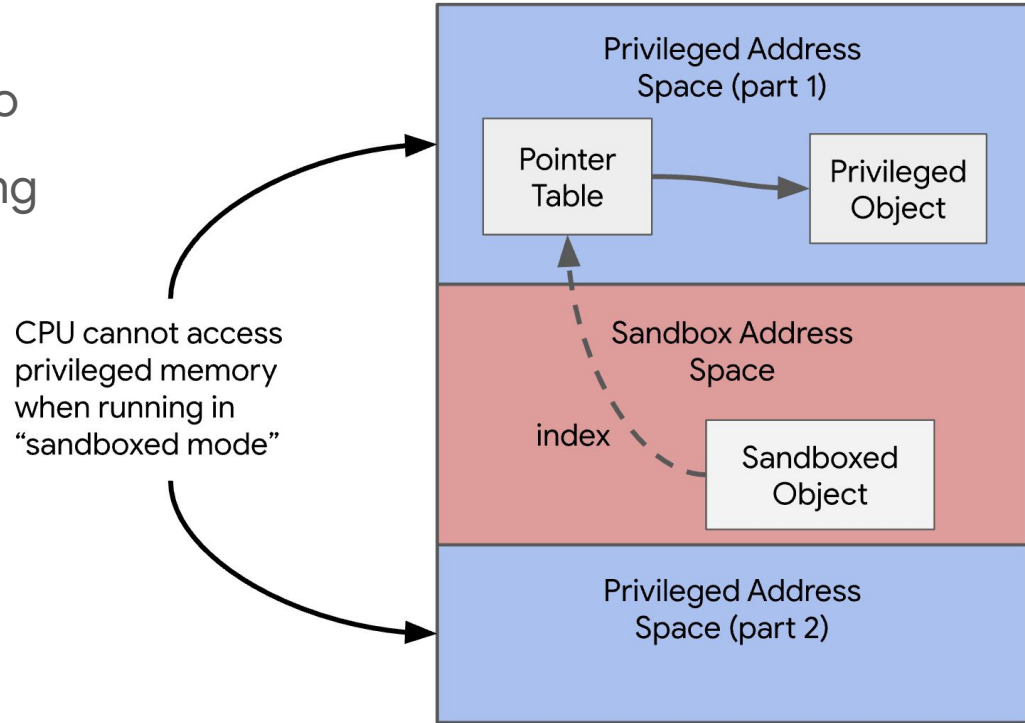 Privileged Address
Space (part 1)
Pointer
Table
Privileged
Object
CPU cannot access
privileged memory
when running in
“sandboxed mode”
Sandbox Address
Space
index
Sandboxed
Object
Privileged Address
Space (part 2)